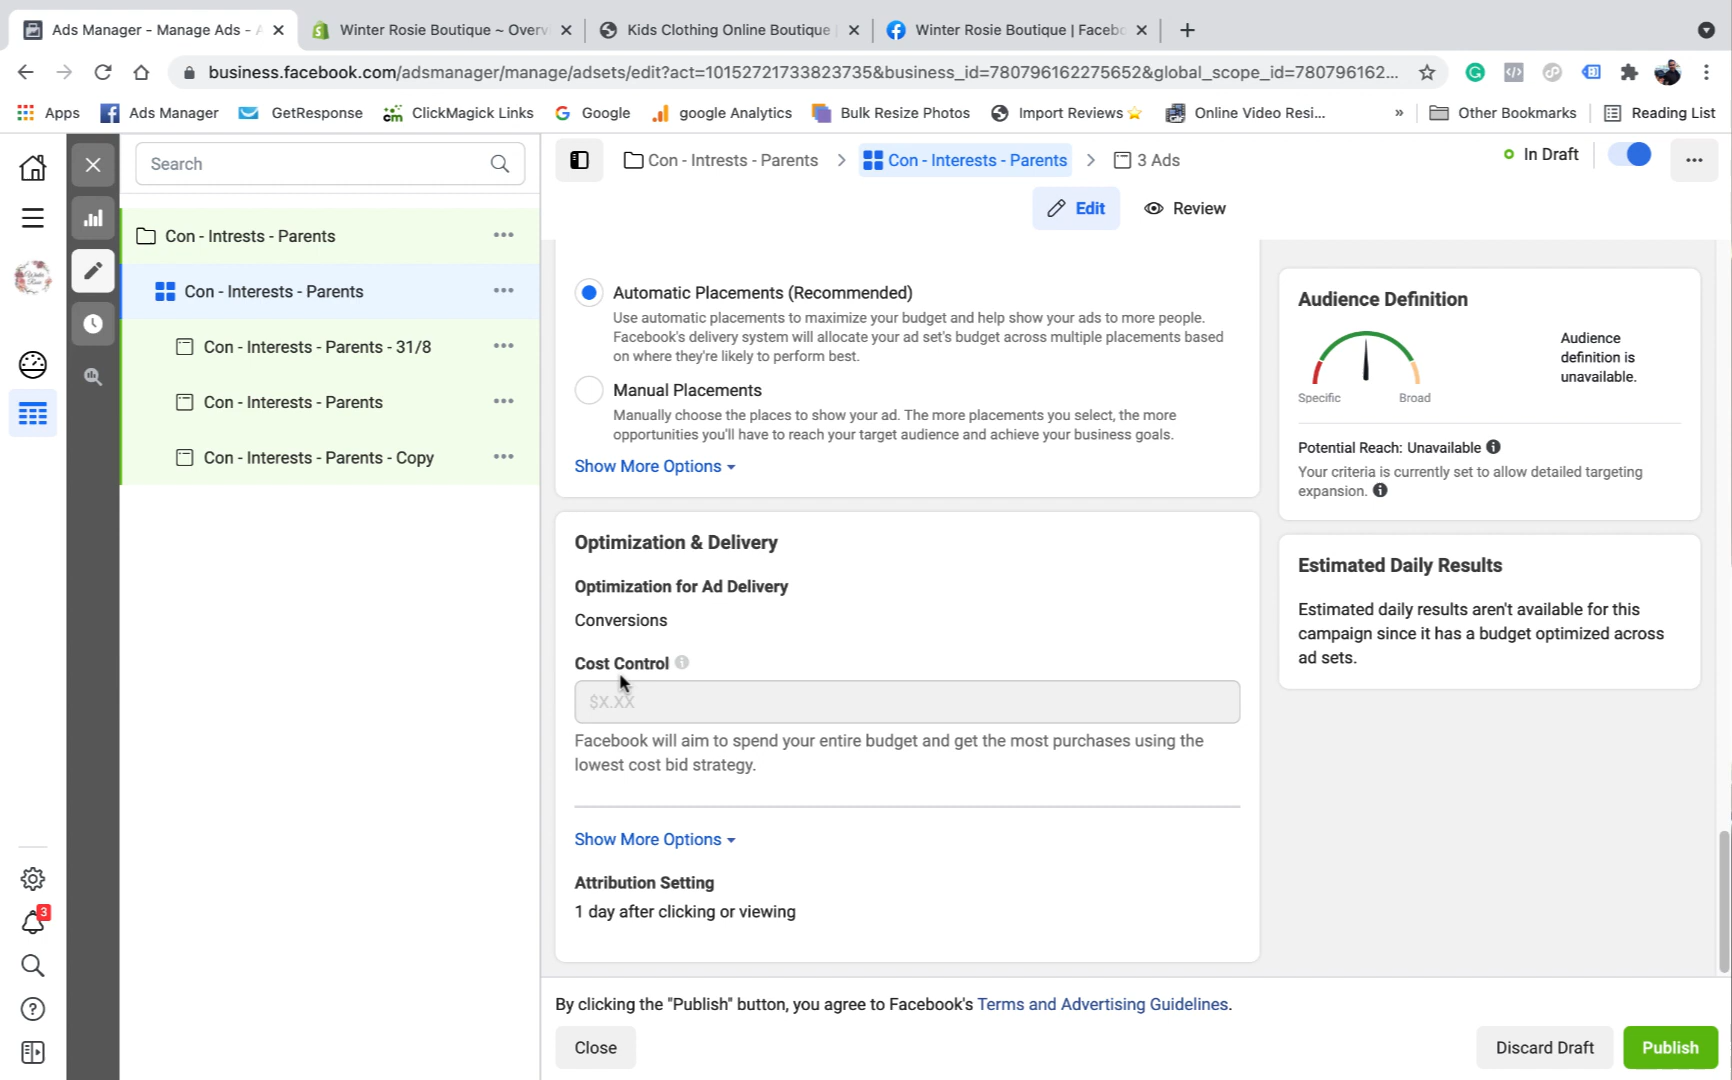 Ads Manager - Manage Ads - A
Winter Rosie Boutique ~ Overv
Kids Clothing Online Boutique |
Winter Rosie Boutique | Facebo
business.facebook.com/adsmanager/manage/adsets/edit?act=10152721733823735&business_id=780796162275652&global_scope_id=780796162...
Apps
Ads Manager
GetResponse
ClickMagick Links
Google
google Analytics
Bulk Resize Photos
Import Reviews
Online Video Resi...
»
Other Bookmarks
Reading List
Search
Con - Intrests - Parents
Con - Interests - Parents
3 Ads
In Draft
Edit
Review
Con - Intrests - Parents
Con - Interests - Parents
Con - Interests - Parents - 31/8
Con - Interests - Parents
Con - Interests - Parents - Copy
3
Automatic Placements (Recommended)
Use automatic placements to maximize your budget and help show your ads to more people.
Facebook's delivery system will allocate your ad set's budget across multiple placements based
on where they're likely to perform best.
Manual Placements
Manually choose the places to show your ad. The more placements you select, the more
opportunities you'll have to reach your target audience and achieve your business goals.
Show More Options
Optimization & Delivery
Optimization for Ad Delivery
Conversions
Cost Control
$X.XX
Facebook will aim to spend your entire budget and get the most purchases using the
lowest cost bid strategy.
Show More Options
Attribution Setting
1 day after clicking or viewing
Audience Definition
Specific
Broad
Audience
definition is
unavailable.
Potential Reach: Unavailable
Your criteria is currently set to allow detailed targeting
expansion.
Estimated Daily Results
Estimated daily results aren't available for this
campaign since it has a budget optimized across
ad sets.
By clicking the "Publish" button, you agree to Facebook's Terms and Advertising Guidelines.
Close
Discard Draft
Publish